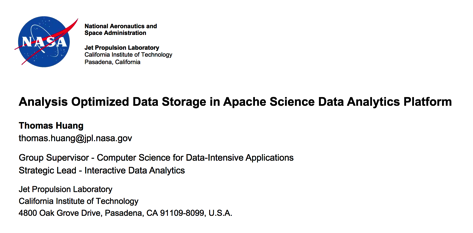 NASA
National Aeronautics and
Space Administration
Jet Propulsion Laboratory
California Institute of Technology
Pasadena, California
Analysis Optimized Data Storage in Apache Science Data Analytics Platform
Thomas Huang
thomas.huang@jpl.nasa.gov
Group Supervisor - Computer Science for Data-Intensive Applications
Strategic Lead - Interactive Data Analytics
Jet Propulsion Laboratory
California Institute of Technology
4800 Oak Grove Drive, Pasadena, CA 91109-8099, U.S.A.